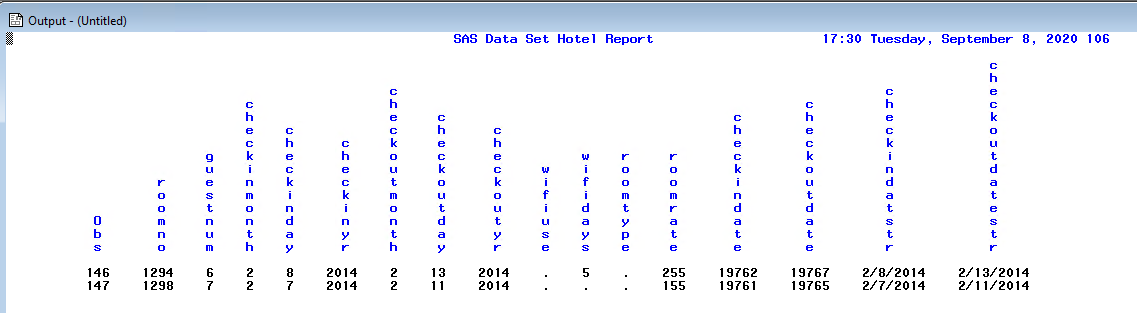 Output - (Untitled)
SAS Data Set Hotel Report 17:30 Tuesday, September 8, 2020 106
Obs roomno guestnum checkinmonth checkinday checkinyr checkoutmonth checkoutday checkoutyr wifiuse wifidays roomtype roomrate checkindate checkoutdate checkindatstr checkoutdatestr
146 1294 6 2 8 2014 2 13 2014 . 5 . 255 19762 19767 2/8/2014 2/13/2014
147 1298 7 2 7 2014 2 11 2014 . . . 155 19761 19765 2/7/2014 2/11/2014